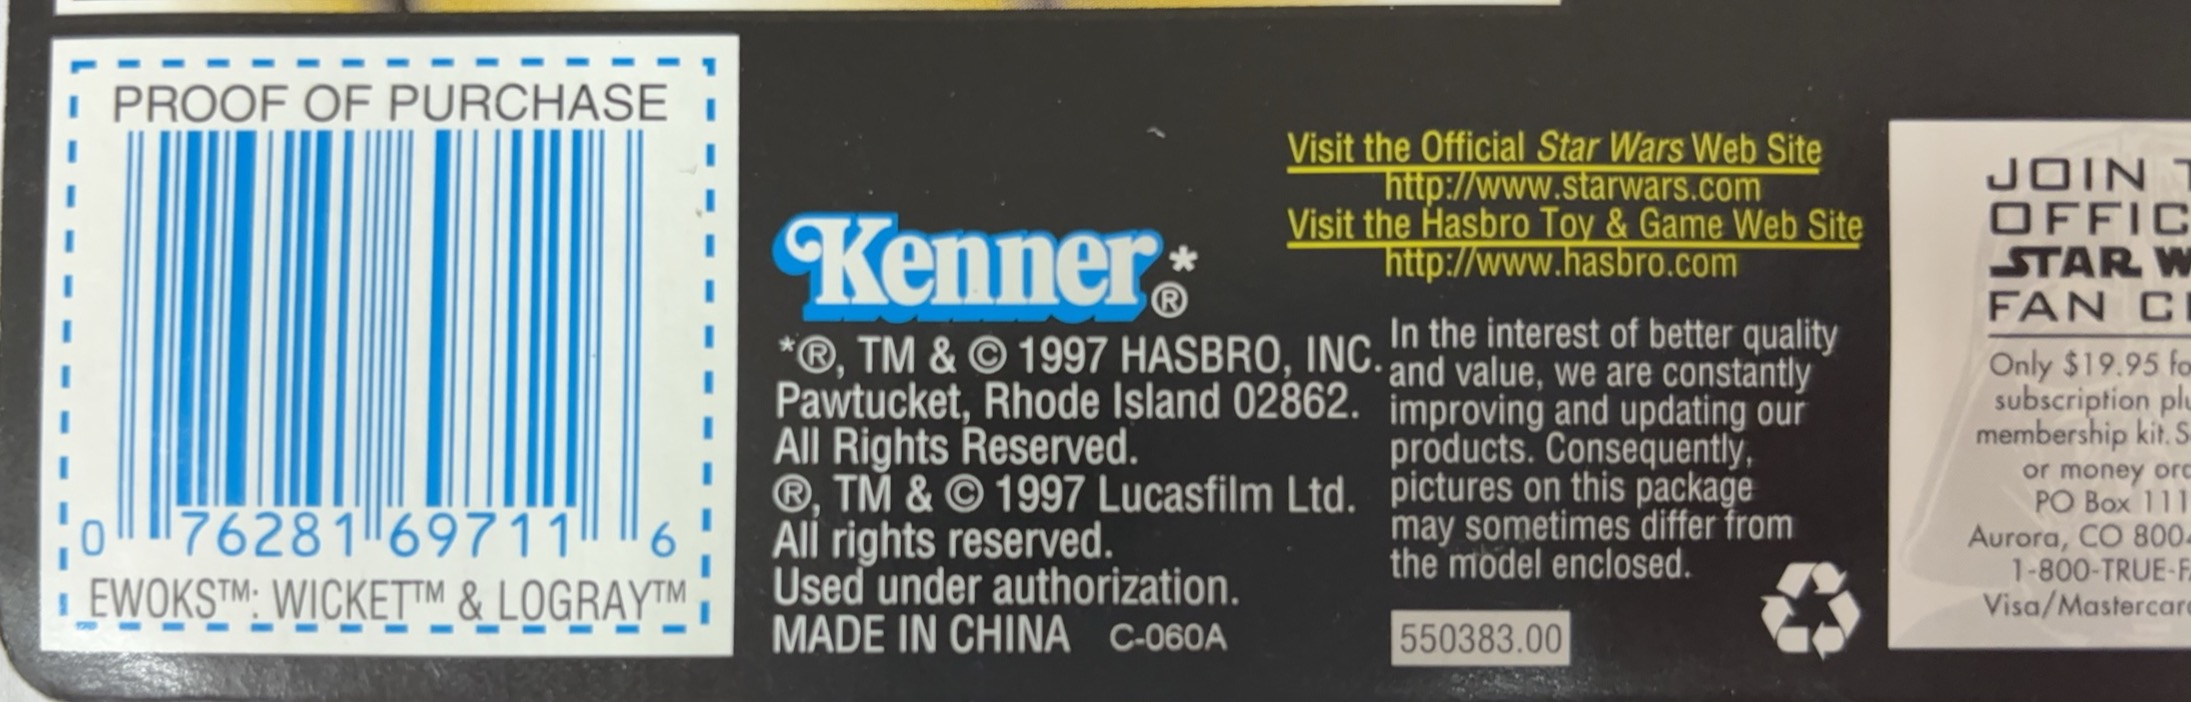 PROOF OF PURCHASE
0 76281 69711 6
EWOKS™: WICKET™ & LOGRAY™
Kenner*®
*®, TM & © 1997 HASBRO, INC.
Pawtucket, Rhode Island 02862.
All Rights Reserved.
®, TM & © 1997 Lucasfilm Ltd.
All rights reserved.
Used under authorization.
MADE IN CHINA C-060A
Visit the Official Star Wars Web Site
http://www.starwars.com
Visit the Hasbro Toy & Game Web Site
http://www.hasbro.com
In the interest of better quality
and value, we are constantly
improving and updating our
products. Consequently,
pictures on this package
may sometimes differ from
the model enclosed.
550383.00
JOIN
OFFIC
STAR W
FAN C
Only $19.95 fo
subscription plu
membership kit. S
or money ord
PO Box 111
Aurora, CO 800
1-800-TRUE-F
Visa/Mastercar